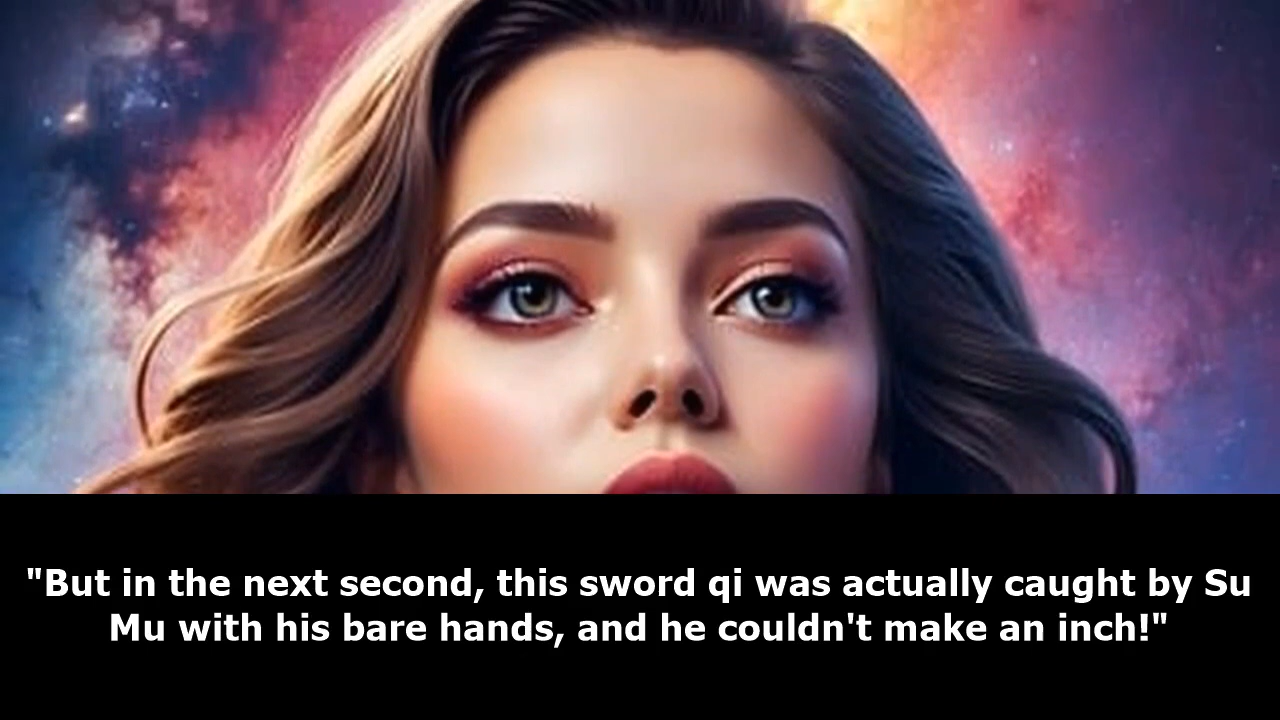 "But in the next second, this sword qi was actually caught by Su
Mu with his bare hands, and he couldn't make an inch!"